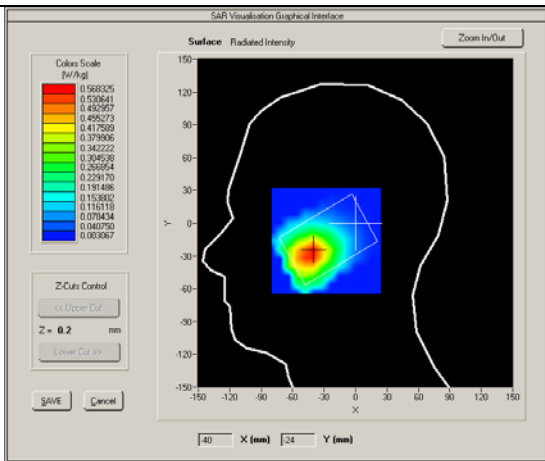 SAR Visualisation Graphical Interface
Surface Radiated Intensity
Zoom In/Out
Colors Scale
(W/kg)
0.568325
0.530641
0.492957
0.455273
0.417589
0.379906
0.342222
0.304538
0.266854
0.229170
0.191486
0.153802
0.116118
0.078434
0.040750
0.003067
Z-Cuts Control
<< Upper Cut
Z = 0.2 mm
Lower Cut >>
SAVE
Cancel
150
120
90
60
30
0
-30
-60
-90
-120
-150
Y
-150 -120 -90 -60 -30 0 30 60 90 120 150
X
-40 X (mm) -24 Y (mm)